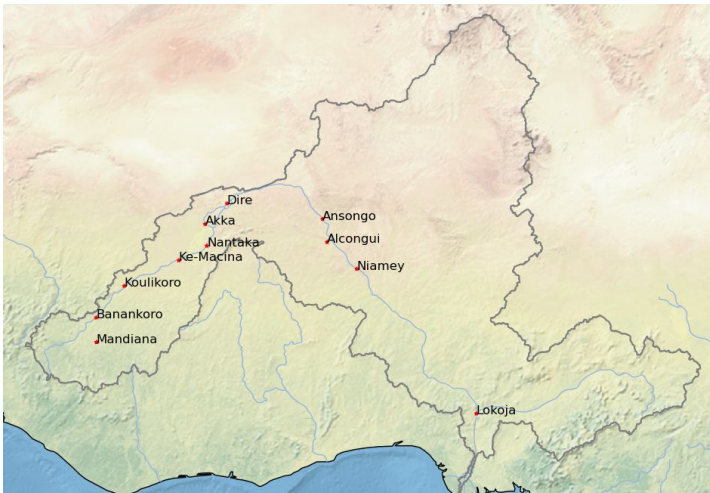 Dire
Ansongo
Akka
Alcongui
Nantaka
Ke-Macina
Niamey
Koulikoro
Banankoro
Mandiana
Lokoja